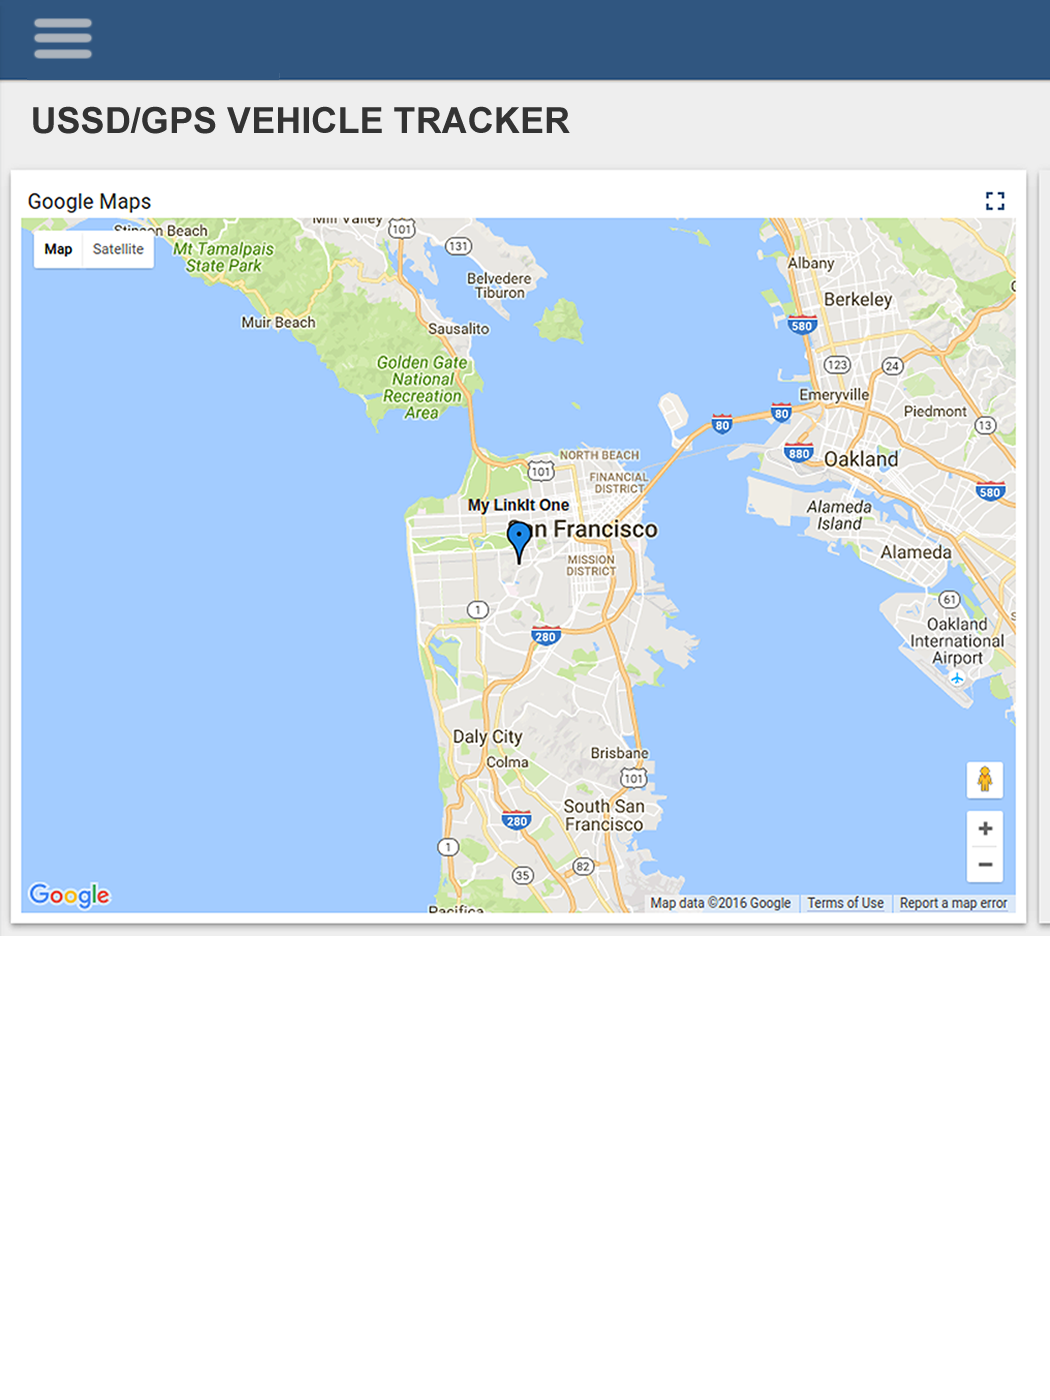 USSD/GPS VEHICLE TRACKER
Google Maps
Map
Satellite
Stinson Beach
Mt Tamalpais
State Park
Mill Valley
101
131
Belvedere
Tiburon
Muir Beach
Sausalito
Golden Gate
National
Recreation
Area
Albany
Berkeley
580
123
24
Emeryville
80
80
Piedmont
13
880
Oakland
580
NORTH BEACH
101
FINANCIAL
DISTRICT
My LinkIt One
San Francisco
MISSION
DISTRICT
Alameda
Island
Alameda
1
280
61
Oakland
International
Airport
Daly City
Colma
Brisbane
101
South San
Francisco
280
1
35
82
Pacifica
Google
Map data ©2016 Google
Terms of Use
Report a map error